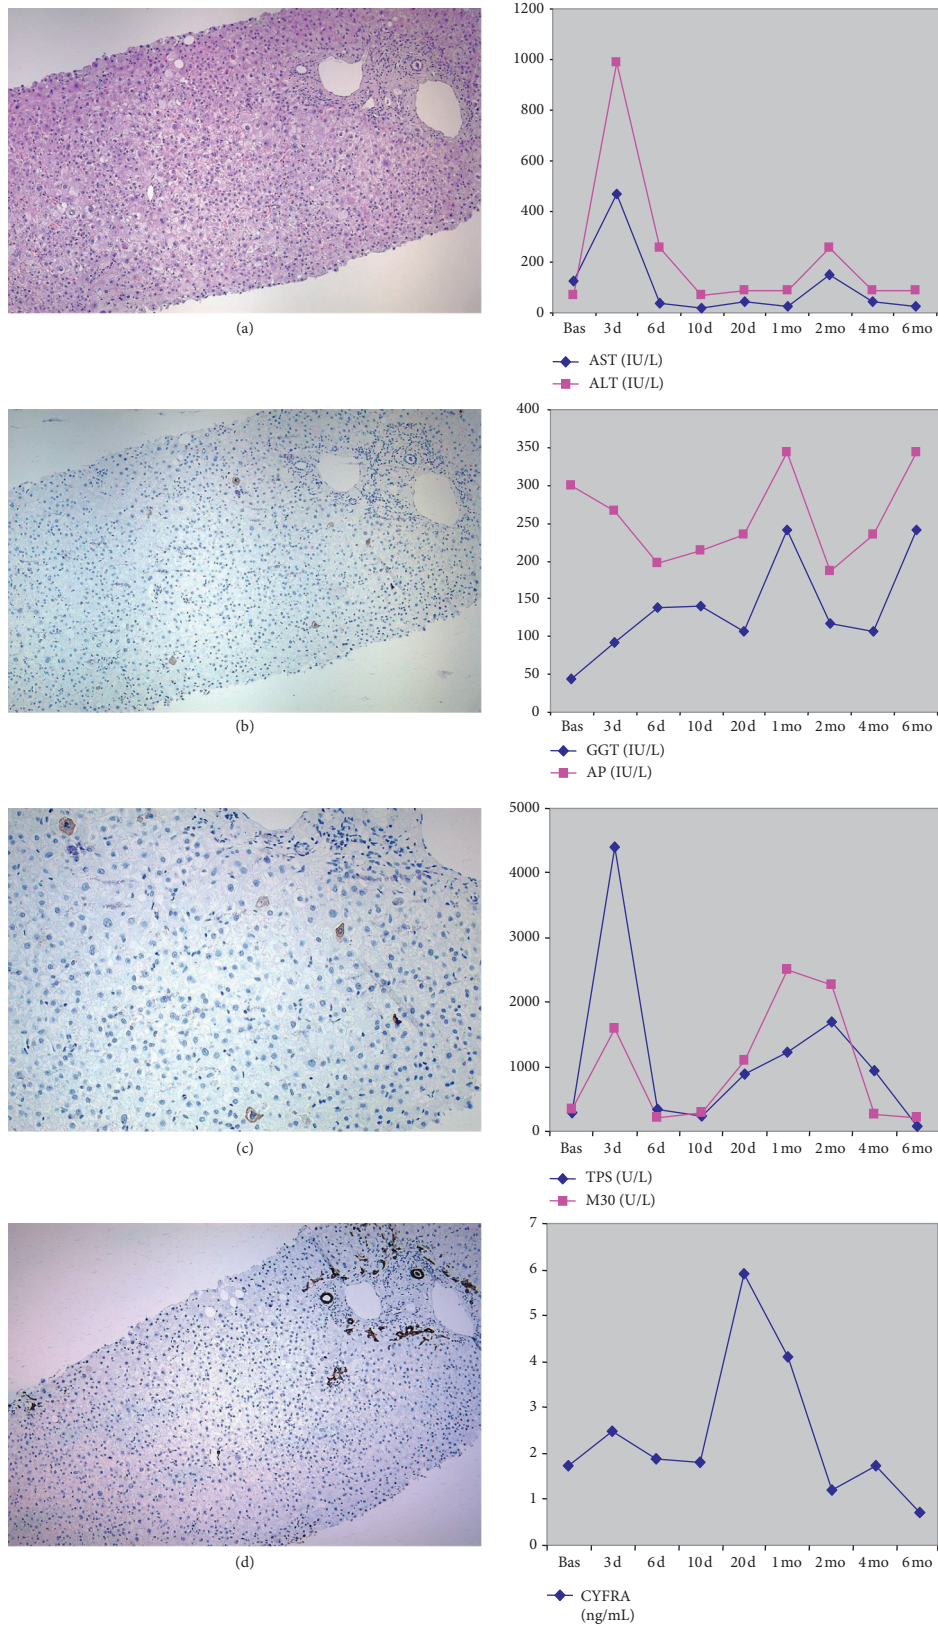 1200
1000
800
600
400
200
0
Bas 3 d 6 d 10 d 20 d 1 mo 2 mo 4 mo 6 mo
AST (IU/L)
ALT (IU/L)
(a)
400
350
300
250
200
150
100
50
0
Bas 3 d 6 d 10 d 20 d 1 mo 2 mo 4 mo 6 mo
GGT (IU/L)
AP (IU/L)
(b)
5000
4000
3000
2000
1000
0
Bas 3 d 6 d 10 d 20 d 1 mo 2 mo 4 mo 6 mo
TPS (U/L)
M30 (U/L)
(c)
7
6
5
4
3
2
1
0
Bas 3 d 6 d 10 d 20 d 1 mo 2 mo 4 mo 6 mo
CYFRA
(ng/mL)
(d)